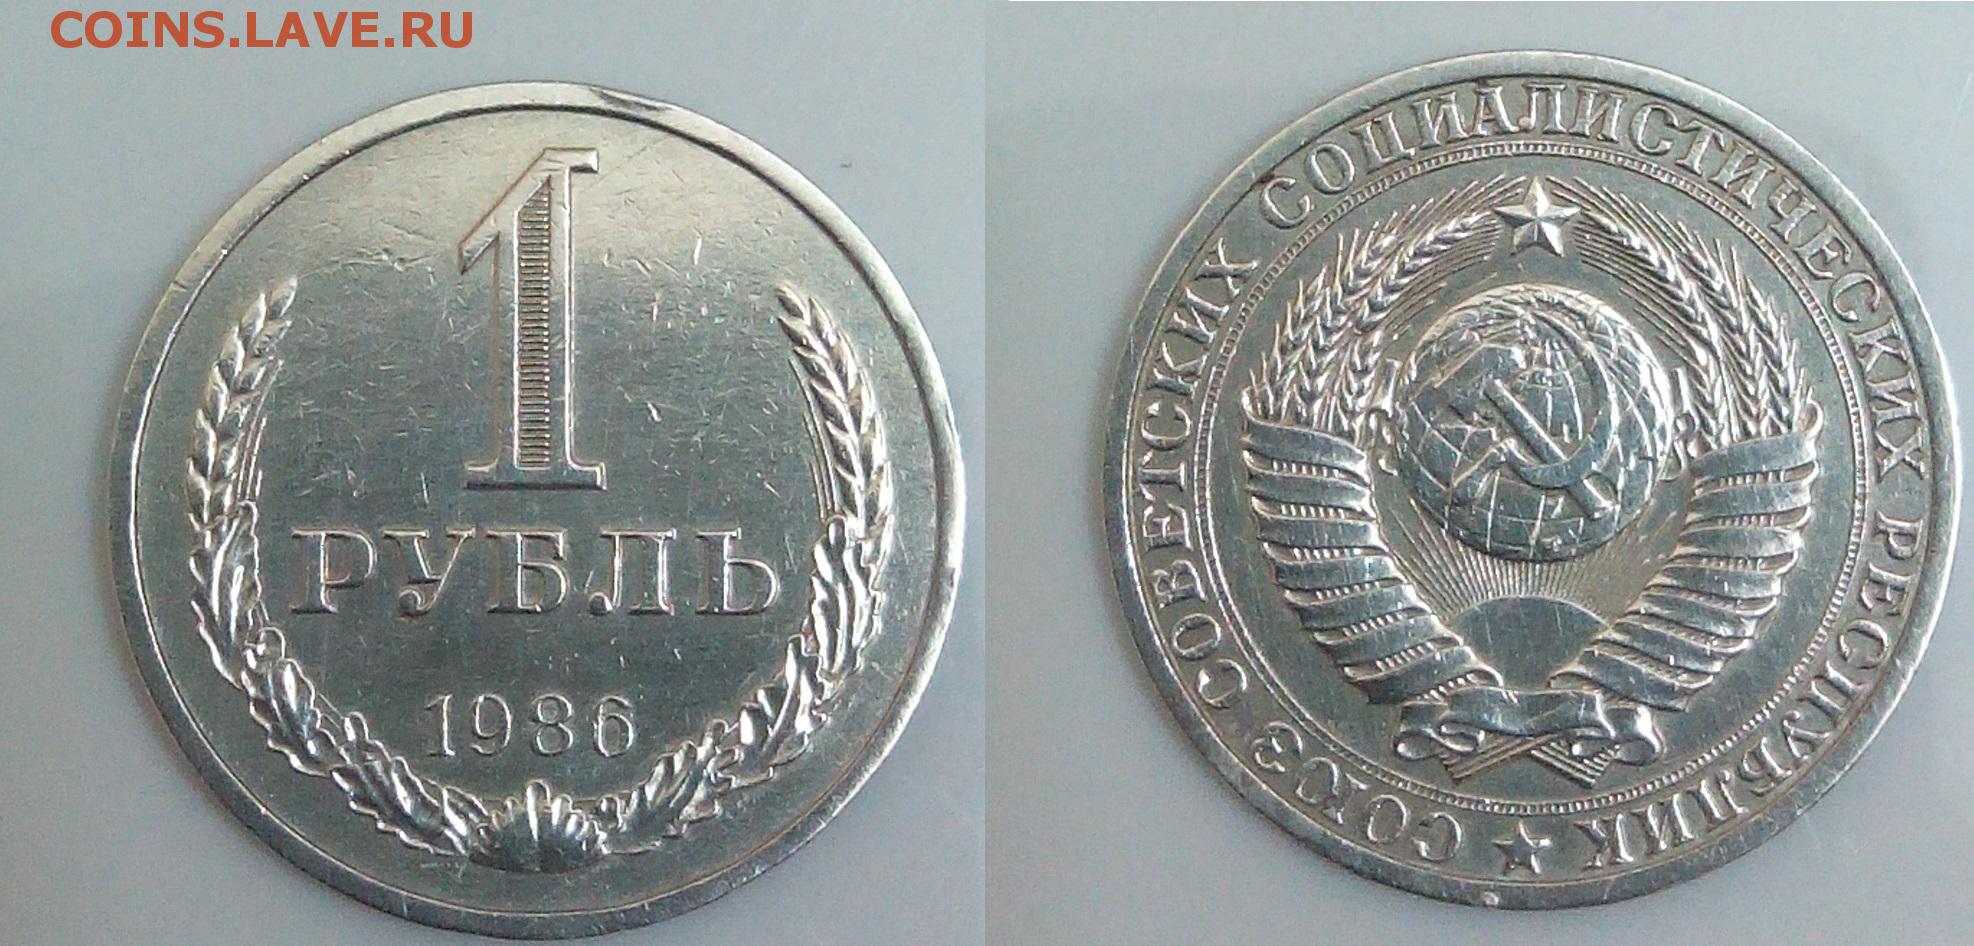 COINS.LAVE.RU
1
РУБЛЬ
1986
СОЮЗ СОВЕТСКИХ СОЦИАЛИСТИЧЕСКИХ РЕСПУБЛИК